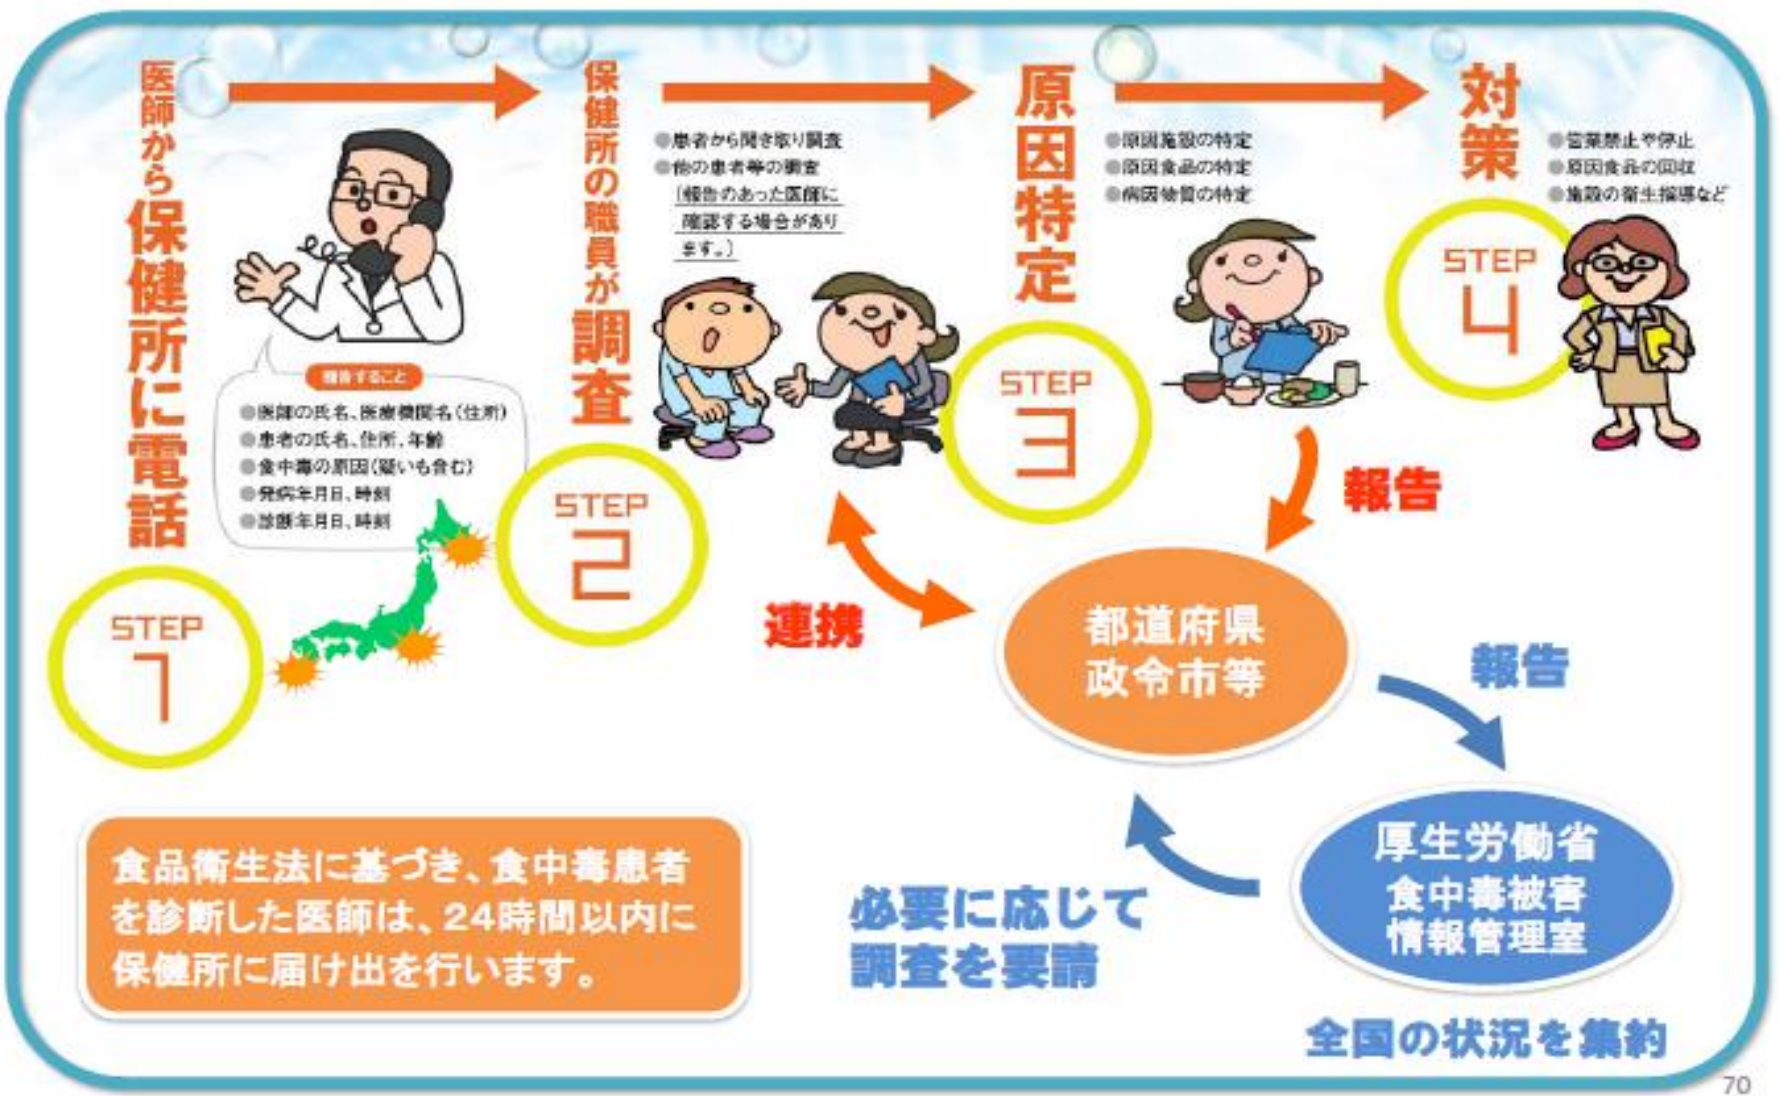 医師から保健所に電話
報告すること
●医師の氏名、医療機関名（住所）
●患者の氏名、住所、年齢
●食中毒の原因（疑いも含む）
●発病年月日、時刻
●診断年月日、時刻
STEP
1
保健所の職員が調査
●患者から聞き取り調査
●他の患者等の調査
（報告のあった医師に
確認する場合があり
ます。）
STEP
2
原因特定
●原因施設の特定
●原因食品の特定
●病因物質の特定
STEP
3
対策
●営業禁止や停止
●原因食品の回収
●施設の衛生指導など
STEP
4
報告
連携
都道府県
政令市等
報告
厚生労働省
食中毒被害
情報管理室
必要に応じて
調査を要請
全国の状況を集約
食品衛生法に基づき、食中毒患者
を診断した医師は、24時間以内に
保健所に届け出を行います。
70